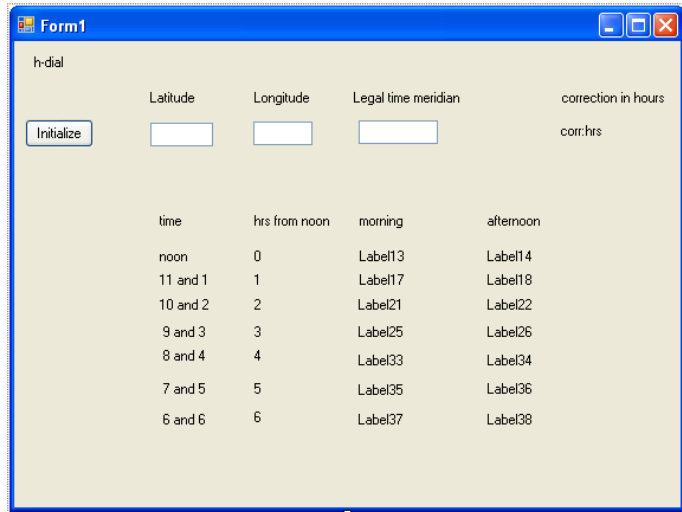 Form1
h-dial
Latitude Longitude Legal time meridian correction in hours
Initialize corr:hrs
time hrs from noon morning afternoon
noon 0 Label13 Label14
11 and 1 1 Label17 Label18
10 and 2 2 Label21 Label22
9 and 3 3 Label25 Label26
8 and 4 4 Label33 Label34
7 and 5 5 Label35 Label36
6 and 6 6 Label37 Label38